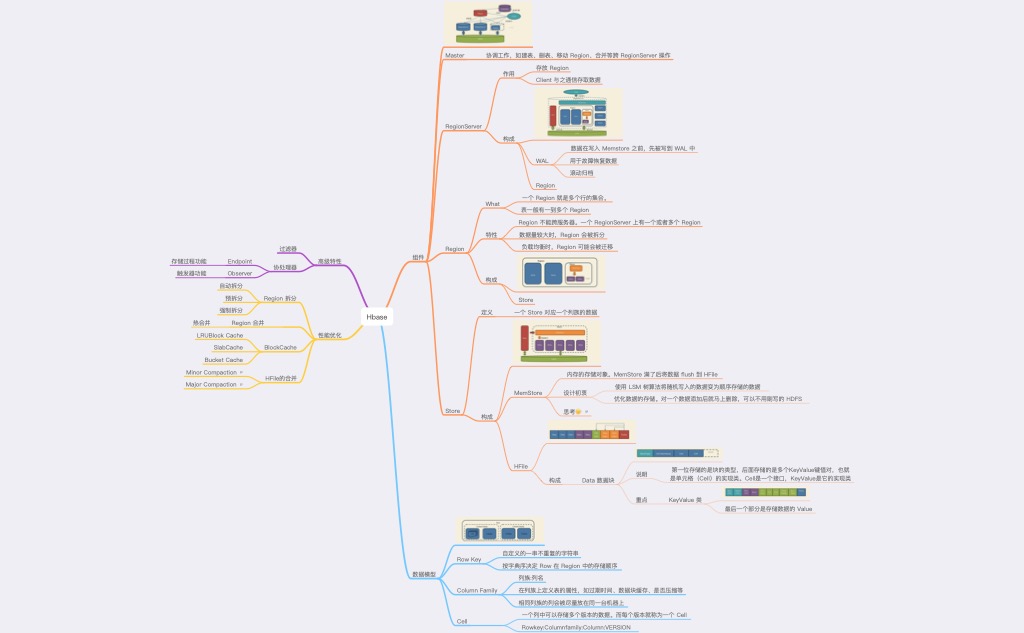 Hbase
组件
Master
协调工作，如建表、删表、移动 Region、合并等跨 RegionServer 操作
RegionServer
作用
存放 Region
Client 与之通信存取数据
构成
WAL
数据在写入 Memstore 之前，先被写到 WAL 中
用于故障恢复数据
滚动归档
Region
Region
What
一个 Region 就是多个行的集合。
表一般有一到多个 Region
特性
Region 不能跨服务器。一个 RegionServer 上有一个或者多个 Region
数据量较大时，Region 会被拆分
负载均衡时，Region 可能会被迁移
构成
Store
Store
定义
一个 Store 对应一个列族的数据
构成
MemStore
内存的存储对象。MemStore 满了后将数据 flush 到 HFile
设计初衷
使用 LSM 树算法将随机写入的数据变为顺序存储的数据
优化数据的存储。对一个数据添加后就马上删除，可以不用刷写的 HDFS
思考
HFile
构成
Data 数据块
说明
第一位存储的是块的类型，后面存储的是多个KeyValue键值对，也就
是单元格（Cell）的实现类。Cell是一个接口，KeyValue是它的实现类
重点
KeyValue 类
最后一个部分是存储数据的 Value
数据模型
Row Key
自定义的一串不重复的字符串
按字典序决定 Row 在 Region 中的存储顺序
Column Family
列族:列名
在列族上定义表的属性，如过期时间、数据块缓存、是否压缩等
相同列族的列会被尽量放在同一台机器上
Cell
一个列中可以存储多个版本的数据。而每个版本就称为一个 Cell
Rowkey:Columnfamily:Column:VERSION
高级特性
过滤器
协处理器
Endpoint
存储过程功能
Observer
触发器功能
性能优化
Region 拆分
自动拆分
预拆分
强制拆分
Region 合并
热合并
BlockCache
LRUBlock Cache
SlabCache
Bucket Cache
HFile的合并
Minor Compaction
Major Compaction